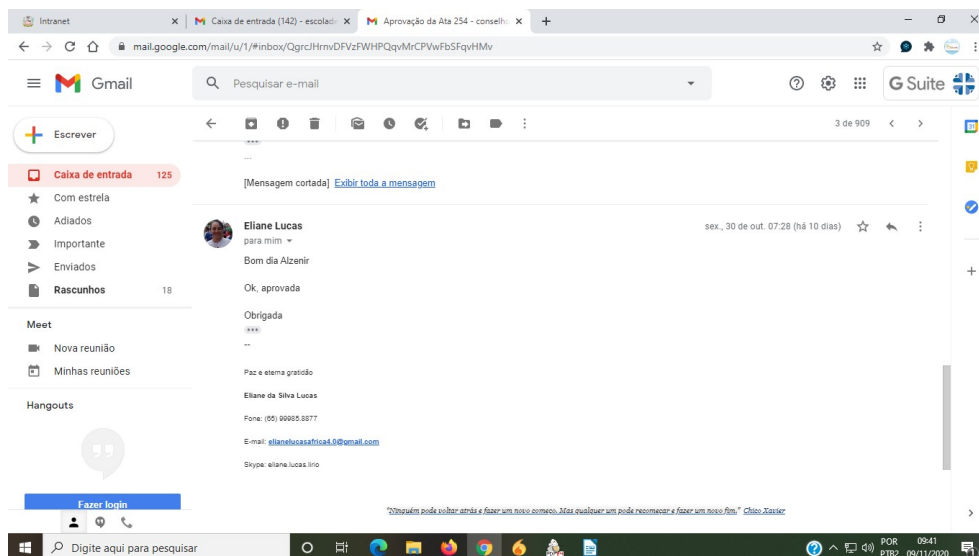 Intranet
Caixa de entrada (142) - escolade
Aprovação da Ata 254 - conselho
mail.google.com/mail/u/1/#inbox/QgrcJHrnvDFVzFWHPQqvMrCPVwFbSFqvHMv
Gmail
Pesquisar e-mail
G Suite
Escrever
3 de 909
Caixa de entrada 125
Com estrela
Adiados
Importante
Enviados
Rascunhos 18
Meet
Nova reunião
Minhas reuniões
Hangouts
Fazer login
...
[Mensagem cortada] Exibir toda a mensagem
Eliane Lucas
sex., 30 de out. 07:28 (há 10 dias)
para mim
Bom dia Alzenir
Ok, aprovada
Obrigada
...
--
Paz e eterna gratidão
Eliane da Silva Lucas
Fone: (65) 99985.8877
E-mail: elianelucasafrica4.0@gmail.com
Skype: eliane.lucas.lirio
"Ninguém pode voltar atrás e fazer um novo começo. Mas qualquer um pode recomeçar e fazer um novo fim." Chico Xavier
Digite aqui para pesquisar
POR
PTB2
09:41
09/11/2020